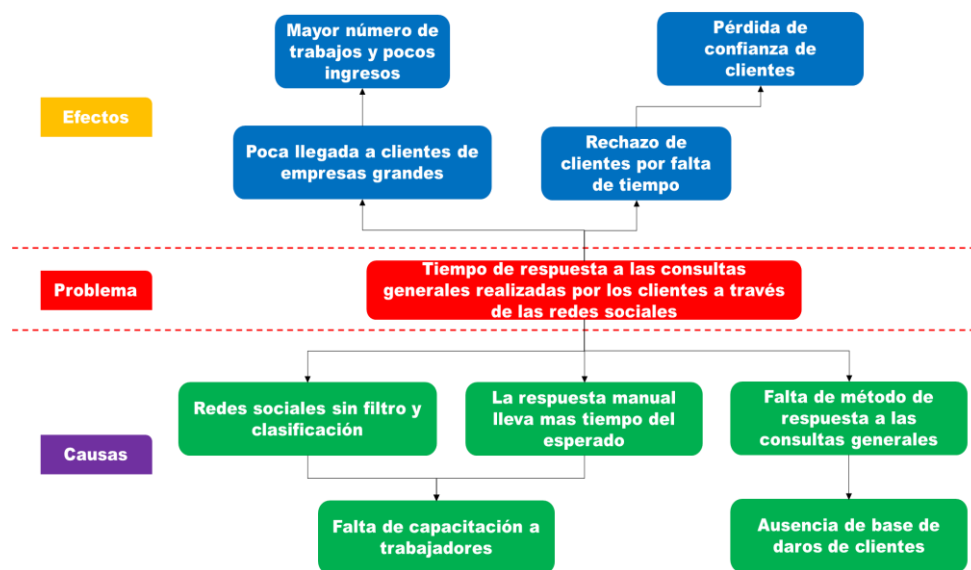 Mayor número de
trabajos y pocos
ingresos
Pérdida de
confianza de
clientes
Efectos
Poca llegada a clientes de
empresas grandes
Rechazo de
clientes por falta
de tiempo
Problema
Tiempo de respuesta a las consultas
generales realizadas por los clientes a través
de las redes sociales
Causas
Redes sociales sin filtro y
clasificación
La respuesta manual
lleva mas tiempo del
esperado
Falta de método de
respuesta a las
consultas generales
Falta de capacitación a
trabajadores
Ausencia de base de
daros de clientes